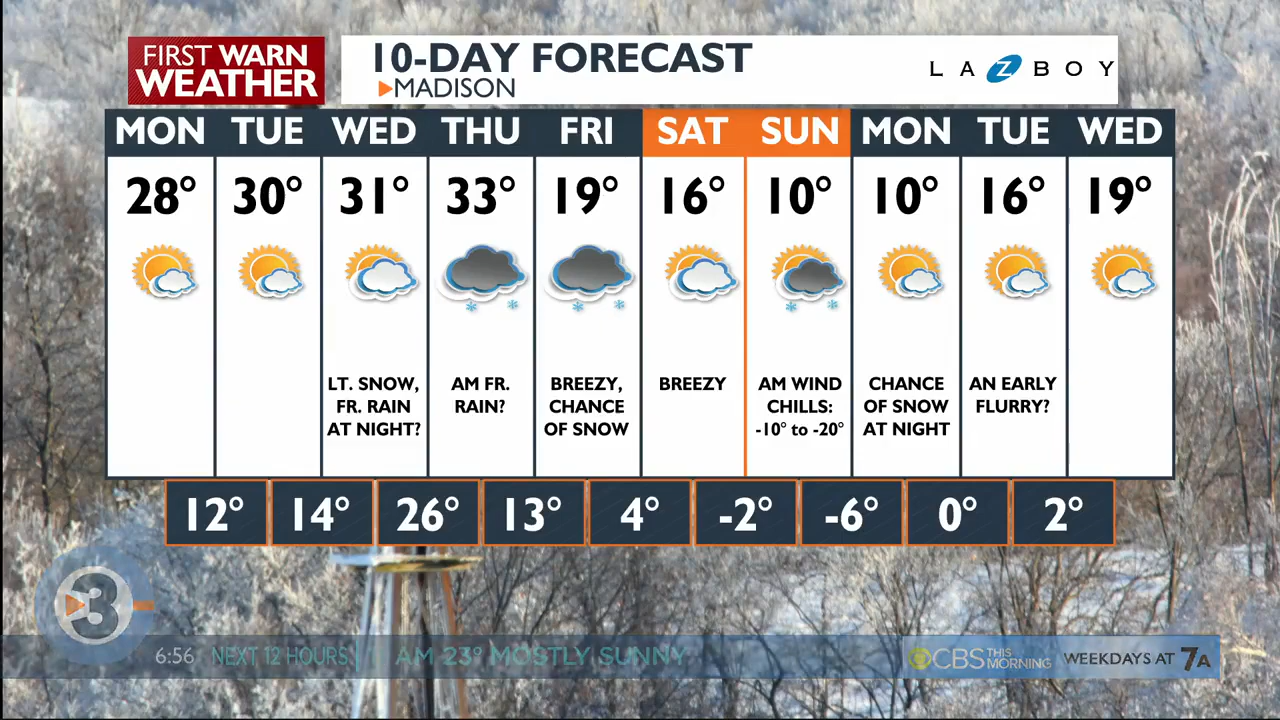 FIRST WARN
WEATHER
10-DAY FORECAST
MADISON
LAZBOY
MON TUE WED THU FRI SAT SUN MON TUE WED
28° 30° 31° 33° 19° 16° 10° 10° 16° 19°
LT. SNOW,
FR. RAIN
AT NIGHT?
AM FR.
RAIN?
BREEZY,
CHANCE
OF SNOW
BREEZY
AM WIND
CHILLS:
-10° to -20°
CHANCE
OF SNOW
AT NIGHT
AN EARLY
FLURRY?
12° 14° 26° 13° 4° -2° -6° 0° 2°
3
6:56 NEXT 12 HOURS AM 23° MOSTLY SUNNY
CBS THIS MORNING WEEKDAYS AT 7A